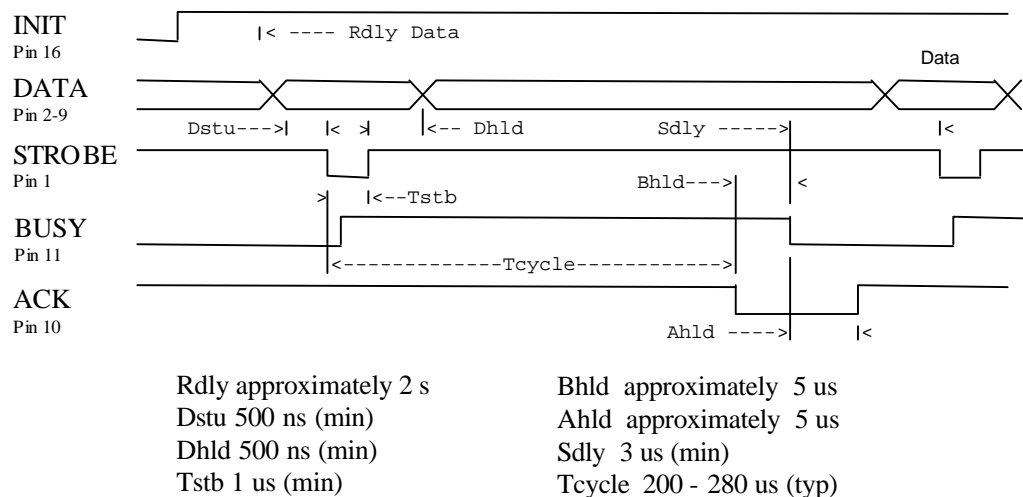 INIT
Pin 16
|< ---- Rdly Data
Data
DATA
Pin 2-9
Dstu--->|
|< >|
|<-- Dhld
Sdly ----->
|<
STROBE
Pin 1
> |<--Tstb
Bhld--->
<
BUSY
Pin 11
<------------Tcycle------------>
ACK
Pin 10
Ahld ---->
|<
Rdly approximately 2 s
Dstu 500 ns (min)
Dhld 500 ns (min)
Tstb 1 us (min)
Bhld approximately 5 us
Ahld approximately 5 us
Sdly 3 us (min)
Tcycle 200 - 280 us (typ)